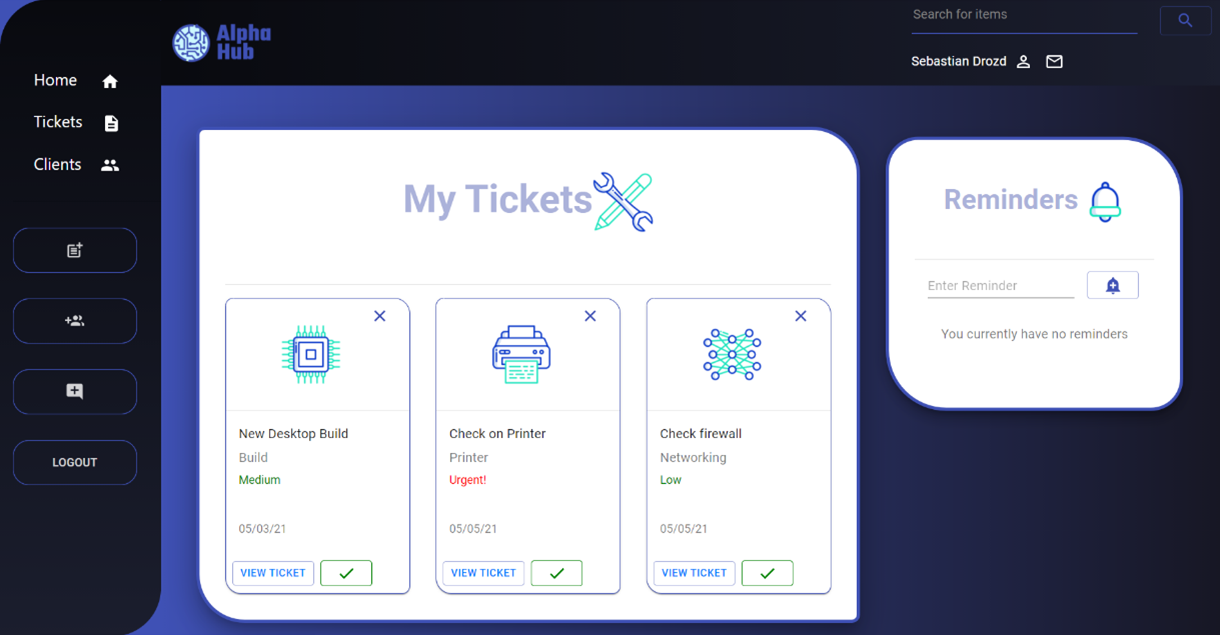 Home
Tickets
Clients
LOGOUT
Alpha
Hub
Search for items
Sebastian Drozd
My Tickets
New Desktop Build
Build
Medium
05/03/21
VIEW TICKET
Check on Printer
Printer
Urgent!
05/05/21
VIEW TICKET
Check firewall
Networking
Low
05/05/21
VIEW TICKET
Reminders
Enter Reminder
You currently have no reminders